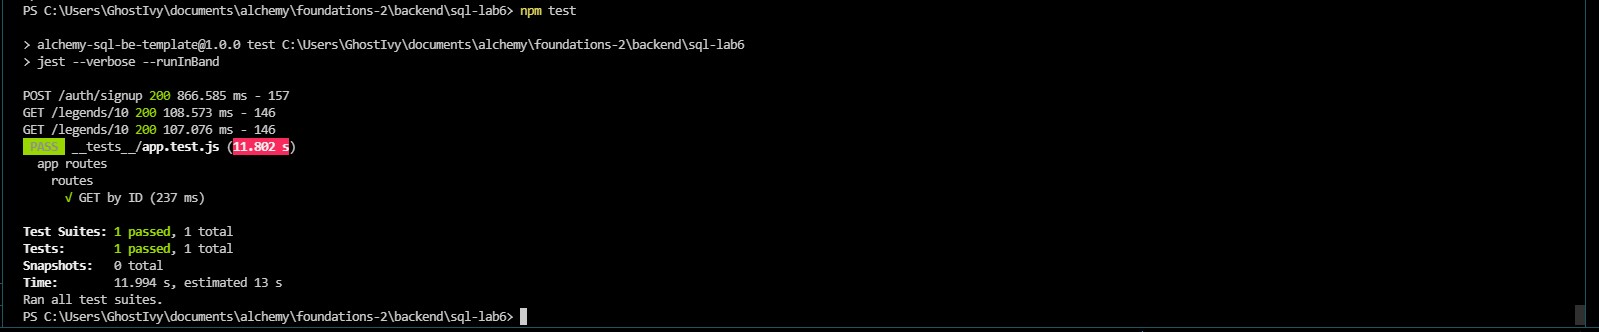 PS C:\Users\GhostIvy\documents\alchemy\foundations-2\backend\sql-lab6> npm test
> alchemy-sql-be-template@1.0.0 test C:\Users\GhostIvy\documents\alchemy\foundations-2\backend\sql-lab6
> jest --verbose --runInBand
POST /auth/signup 200 866.585 ms - 157
GET /legends/10 200 108.573 ms - 146
GET /legends/10 200 107.076 ms - 146
PASS __tests__/app.test.js (11.802 s)
app routes
routes
√ GET by ID (237 ms)
Test Suites: 1 passed, 1 total
Tests: 1 passed, 1 total
Snapshots: 0 total
Time: 11.994 s, estimated 13 s
Ran all test suites.
PS C:\Users\GhostIvy\documents\alchemy\foundations-2\backend\sql-lab6>